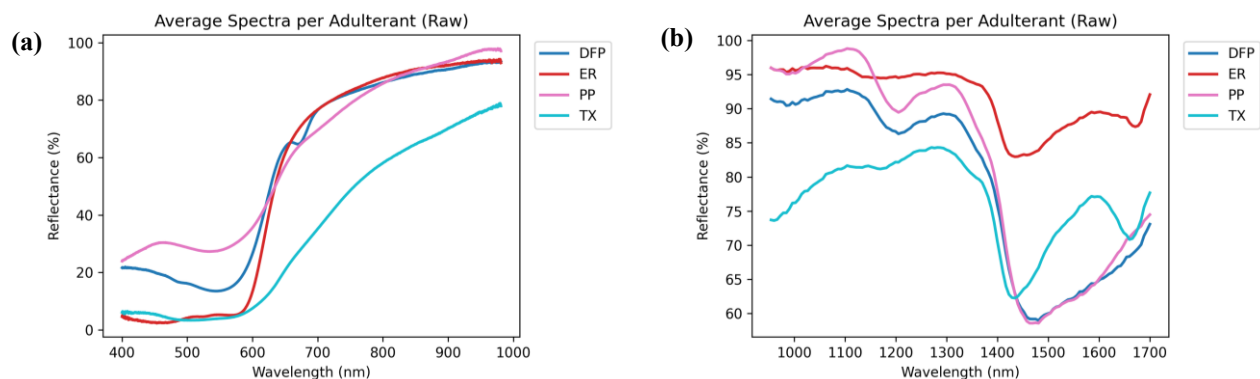 (a)
Average Spectra per Adulterant (Raw)
Reflectance (%)
100
80
60
40
20
0
400
500
600
700
800
900
1000
Wavelength (nm)
DFP
ER
PP
TX
(b)
Average Spectra per Adulterant (Raw)
Reflectance (%)
100
95
90
85
80
75
70
65
60
1000
1100
1200
1300
1400
1500
1600
1700
Wavelength (nm)
DFP
ER
PP
TX